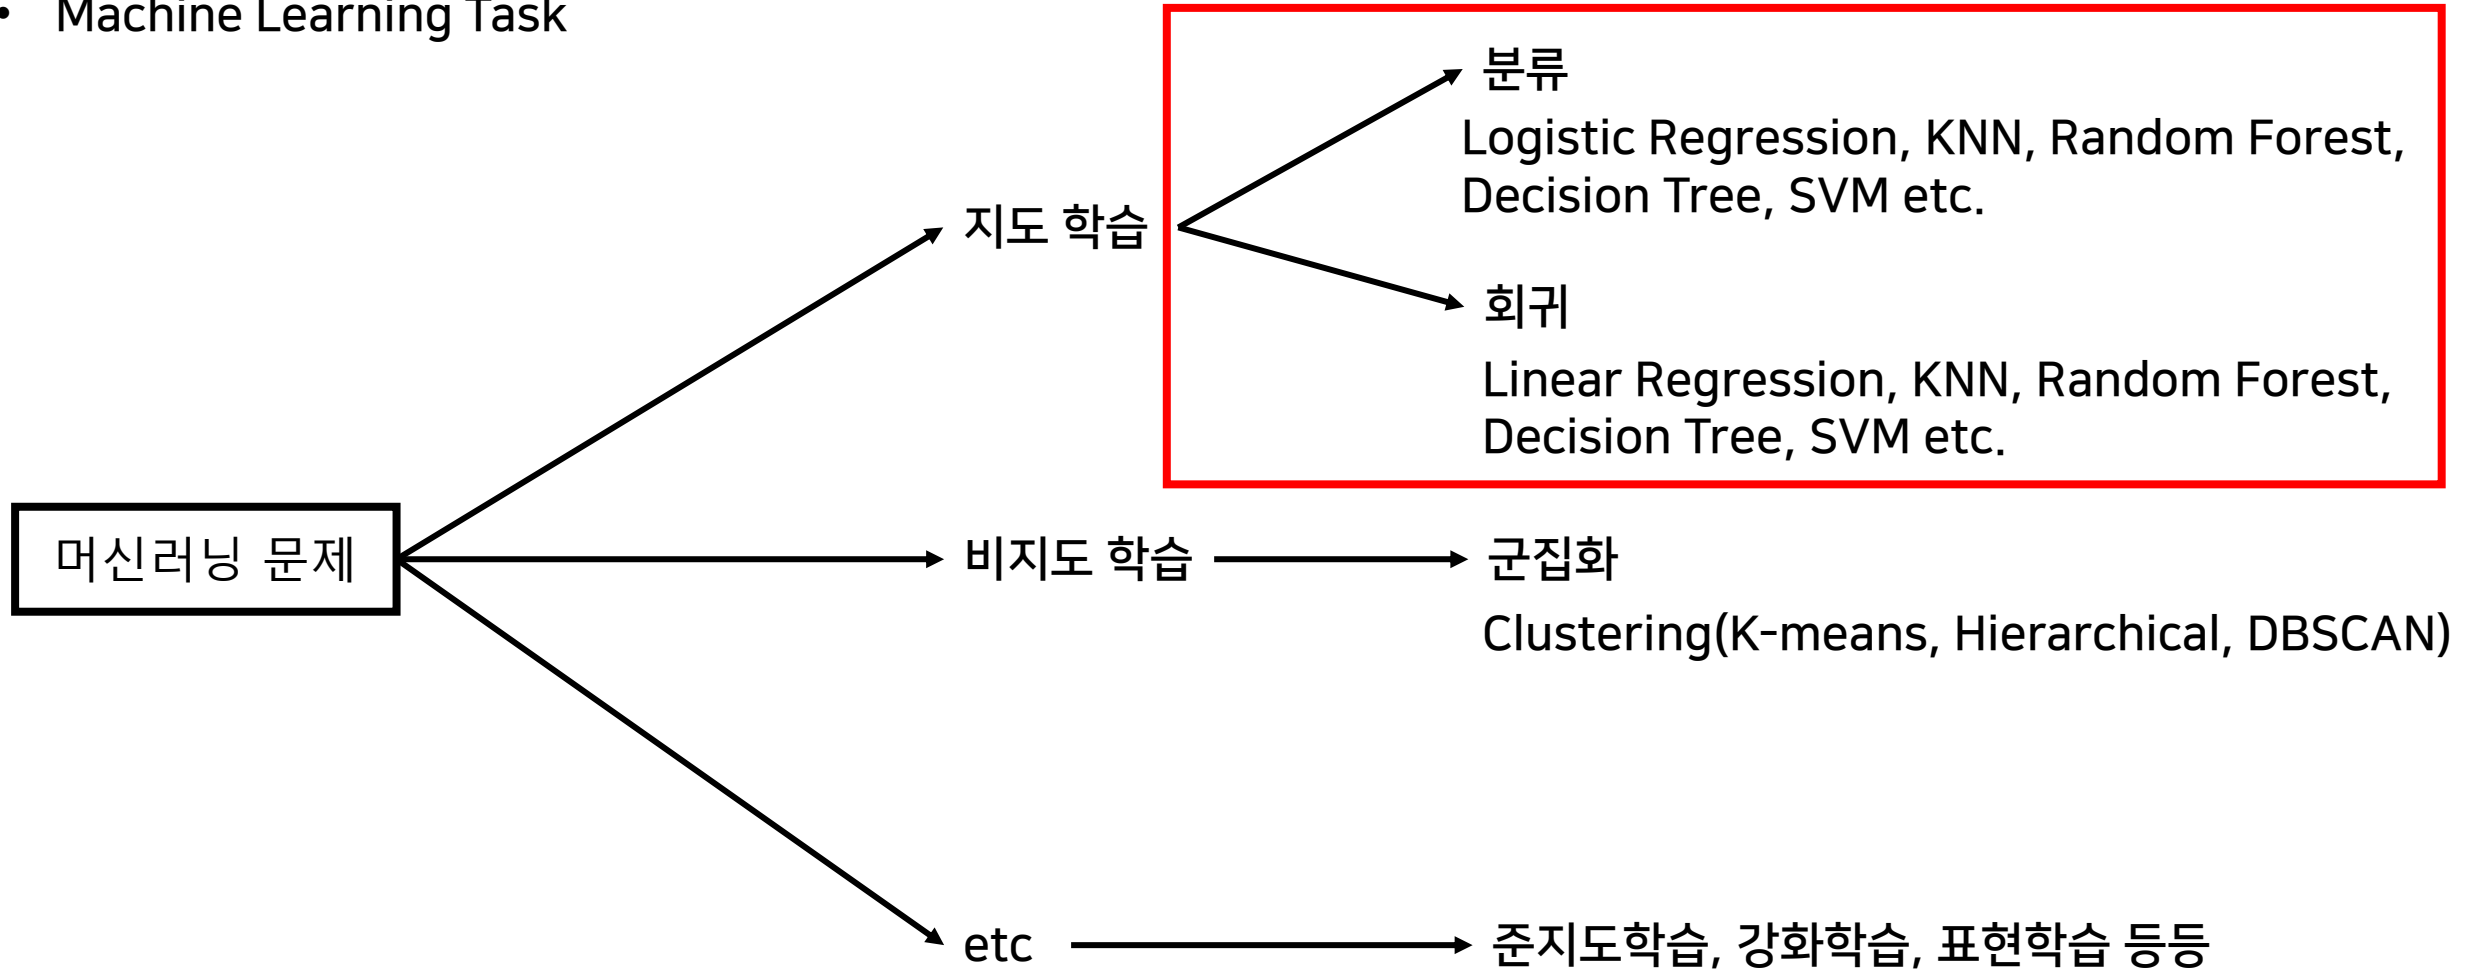 • Machine Learning Task
분류
Logistic Regression, KNN, Random Forest,
Decision Tree, SVM etc.
지도 학습
회귀
Linear Regression, KNN, Random Forest,
Decision Tree, SVM etc.
머신러닝 문제
비지도 학습
군집화
Clustering(K-means, Hierarchical, DBSCAN)
etc
준지도학습, 강화학습, 표현학습 등등